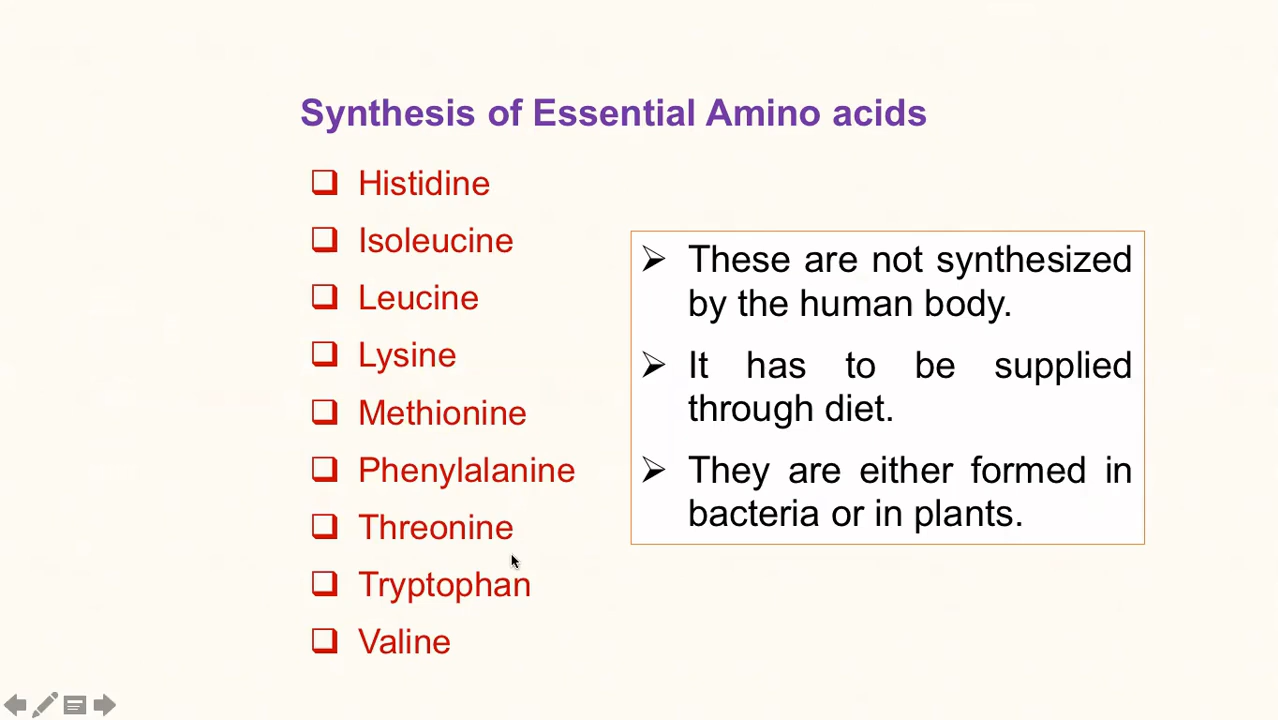 Synthesis of Essential Amino acids
Histidine
Isoleucine
Leucine
Lysine
Methionine
Phenylalanine
Threonine
Tryptophan
Valine
These are not synthesized
by the human body.
It has to be supplied
through diet.
They are either formed in
bacteria or in plants.